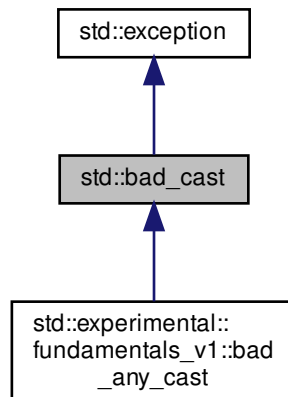 std::exception
std::bad_cast
std::experimental::
fundamentals_v1::bad
_any_cast